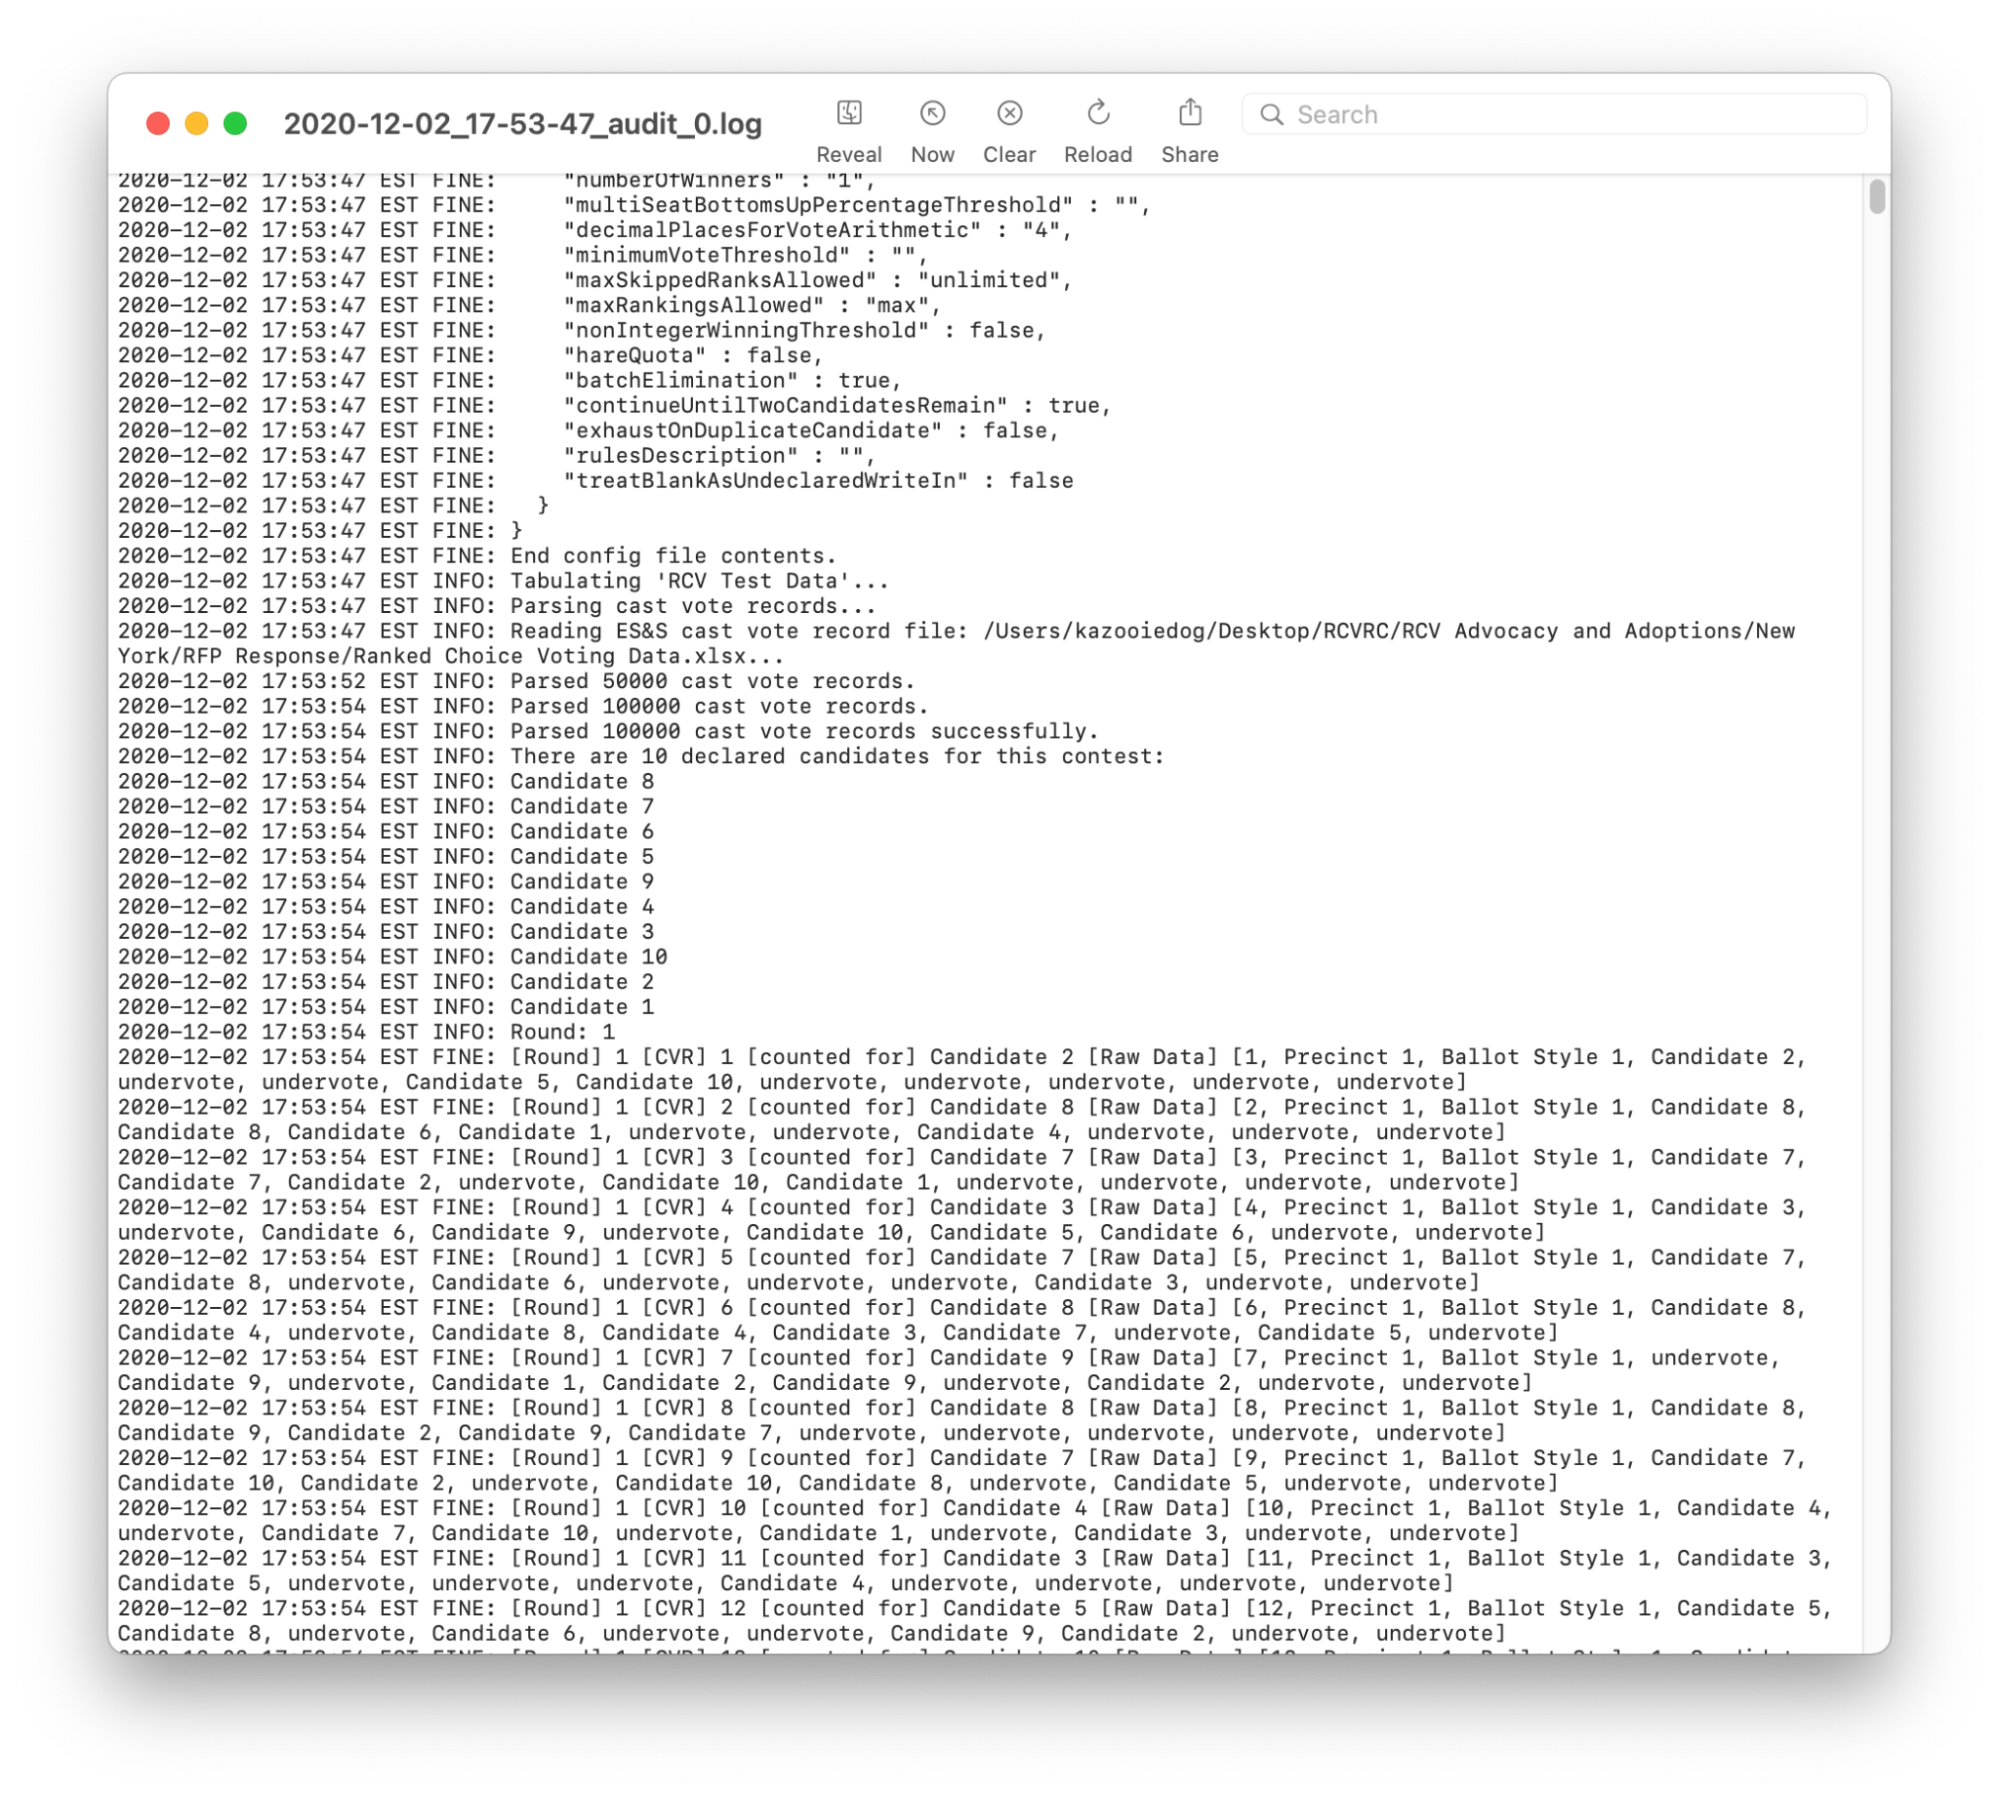 2020-12-02_17-53-47_audit_0.log
Reveal Now Clear Reload Share
Search
2020-12-02 17:53:47 EST FINE:     "numberOfWinners" : "1",
2020-12-02 17:53:47 EST FINE:     "multiSeatBottomsUpPercentageThreshold" : "",
2020-12-02 17:53:47 EST FINE:     "decimalPlacesForVoteArithmetic" : "4",
2020-12-02 17:53:47 EST FINE:     "minimumVoteThreshold" : "",
2020-12-02 17:53:47 EST FINE:     "maxSkippedRanksAllowed" : "unlimited",
2020-12-02 17:53:47 EST FINE:     "maxRankingsAllowed" : "max",
2020-12-02 17:53:47 EST FINE:     "nonIntegerWinningThreshold" : false,
2020-12-02 17:53:47 EST FINE:     "hareQuota" : false,
2020-12-02 17:53:47 EST FINE:     "batchElimination" : true,
2020-12-02 17:53:47 EST FINE:     "continueUntilTwoCandidatesRemain" : true,
2020-12-02 17:53:47 EST FINE:     "exhaustOnDuplicateCandidate" : false,
2020-12-02 17:53:47 EST FINE:     "rulesDescription" : "",
2020-12-02 17:53:47 EST FINE:     "treatBlankAsUndeclaredWriteIn" : false
2020-12-02 17:53:47 EST FINE:   }
2020-12-02 17:53:47 EST FINE: }
2020-12-02 17:53:47 EST FINE: End config file contents.
2020-12-02 17:53:47 EST INFO: Tabulating 'RCV Test Data'...
2020-12-02 17:53:47 EST INFO: Parsing cast vote records...
2020-12-02 17:53:47 EST INFO: Reading ES&S cast vote record file: /Users/kazooiedog/Desktop/RCVRC/RCV Advocacy and Adoptions/New
York/RFP Response/Ranked Choice Voting Data.xlsx...
2020-12-02 17:53:52 EST INFO: Parsed 50000 cast vote records.
2020-12-02 17:53:54 EST INFO: Parsed 100000 cast vote records.
2020-12-02 17:53:54 EST INFO: Parsed 100000 cast vote records successfully.
2020-12-02 17:53:54 EST INFO: There are 10 declared candidates for this contest:
2020-12-02 17:53:54 EST INFO: Candidate 8
2020-12-02 17:53:54 EST INFO: Candidate 7
2020-12-02 17:53:54 EST INFO: Candidate 6
2020-12-02 17:53:54 EST INFO: Candidate 5
2020-12-02 17:53:54 EST INFO: Candidate 9
2020-12-02 17:53:54 EST INFO: Candidate 4
2020-12-02 17:53:54 EST INFO: Candidate 3
2020-12-02 17:53:54 EST INFO: Candidate 10
2020-12-02 17:53:54 EST INFO: Candidate 2
2020-12-02 17:53:54 EST INFO: Candidate 1
2020-12-02 17:53:54 EST INFO: Round: 1
2020-12-02 17:53:54 EST FINE: [Round] 1 [CVR] 1 [counted for] Candidate 2 [Raw Data] [1, Precinct 1, Ballot Style 1, Candidate 2,
undervote, undervote, Candidate 5, Candidate 10, undervote, undervote, undervote, undervote, undervote]
2020-12-02 17:53:54 EST FINE: [Round] 1 [CVR] 2 [counted for] Candidate 8 [Raw Data] [2, Precinct 1, Ballot Style 1, Candidate 8,
Candidate 8, Candidate 6, Candidate 1, undervote, undervote, Candidate 4, undervote, undervote, undervote]
2020-12-02 17:53:54 EST FINE: [Round] 1 [CVR] 3 [counted for] Candidate 7 [Raw Data] [3, Precinct 1, Ballot Style 1, Candidate 7,
Candidate 7, Candidate 2, undervote, Candidate 10, Candidate 1, undervote, undervote, undervote, undervote]
2020-12-02 17:53:54 EST FINE: [Round] 1 [CVR] 4 [counted for] Candidate 3 [Raw Data] [4, Precinct 1, Ballot Style 1, Candidate 3,
undervote, Candidate 6, Candidate 9, undervote, Candidate 10, Candidate 5, Candidate 6, undervote, undervote]
2020-12-02 17:53:54 EST FINE: [Round] 1 [CVR] 5 [counted for] Candidate 7 [Raw Data] [5, Precinct 1, Ballot Style 1, Candidate 7,
Candidate 8, undervote, Candidate 6, undervote, undervote, undervote, Candidate 3, undervote, undervote]
2020-12-02 17:53:54 EST FINE: [Round] 1 [CVR] 6 [counted for] Candidate 8 [Raw Data] [6, Precinct 1, Ballot Style 1, Candidate 8,
Candidate 4, undervote, Candidate 8, Candidate 4, Candidate 3, Candidate 7, undervote, Candidate 5, undervote]
2020-12-02 17:53:54 EST FINE: [Round] 1 [CVR] 7 [counted for] Candidate 9 [Raw Data] [7, Precinct 1, Ballot Style 1, undervote,
Candidate 9, undervote, Candidate 1, Candidate 2, Candidate 9, undervote, Candidate 2, undervote, undervote]
2020-12-02 17:53:54 EST FINE: [Round] 1 [CVR] 8 [counted for] Candidate 8 [Raw Data] [8, Precinct 1, Ballot Style 1, Candidate 8,
Candidate 9, Candidate 2, Candidate 9, Candidate 7, undervote, undervote, undervote, undervote, undervote]
2020-12-02 17:53:54 EST FINE: [Round] 1 [CVR] 9 [counted for] Candidate 7 [Raw Data] [9, Precinct 1, Ballot Style 1, Candidate 7,
Candidate 10, Candidate 2, undervote, Candidate 10, Candidate 8, undervote, Candidate 5, undervote, undervote]
2020-12-02 17:53:54 EST FINE: [Round] 1 [CVR] 10 [counted for] Candidate 4 [Raw Data] [10, Precinct 1, Ballot Style 1, Candidate 4,
undervote, Candidate 7, Candidate 10, undervote, Candidate 1, undervote, Candidate 3, undervote, undervote]
2020-12-02 17:53:54 EST FINE: [Round] 1 [CVR] 11 [counted for] Candidate 3 [Raw Data] [11, Precinct 1, Ballot Style 1, Candidate 3,
Candidate 5, undervote, undervote, undervote, Candidate 4, undervote, undervote, undervote, undervote]
2020-12-02 17:53:54 EST FINE: [Round] 1 [CVR] 12 [counted for] Candidate 5 [Raw Data] [12, Precinct 1, Ballot Style 1, Candidate 5,
Candidate 8, undervote, Candidate 6, undervote, undervote, Candidate 9, Candidate 2, undervote, undervote]